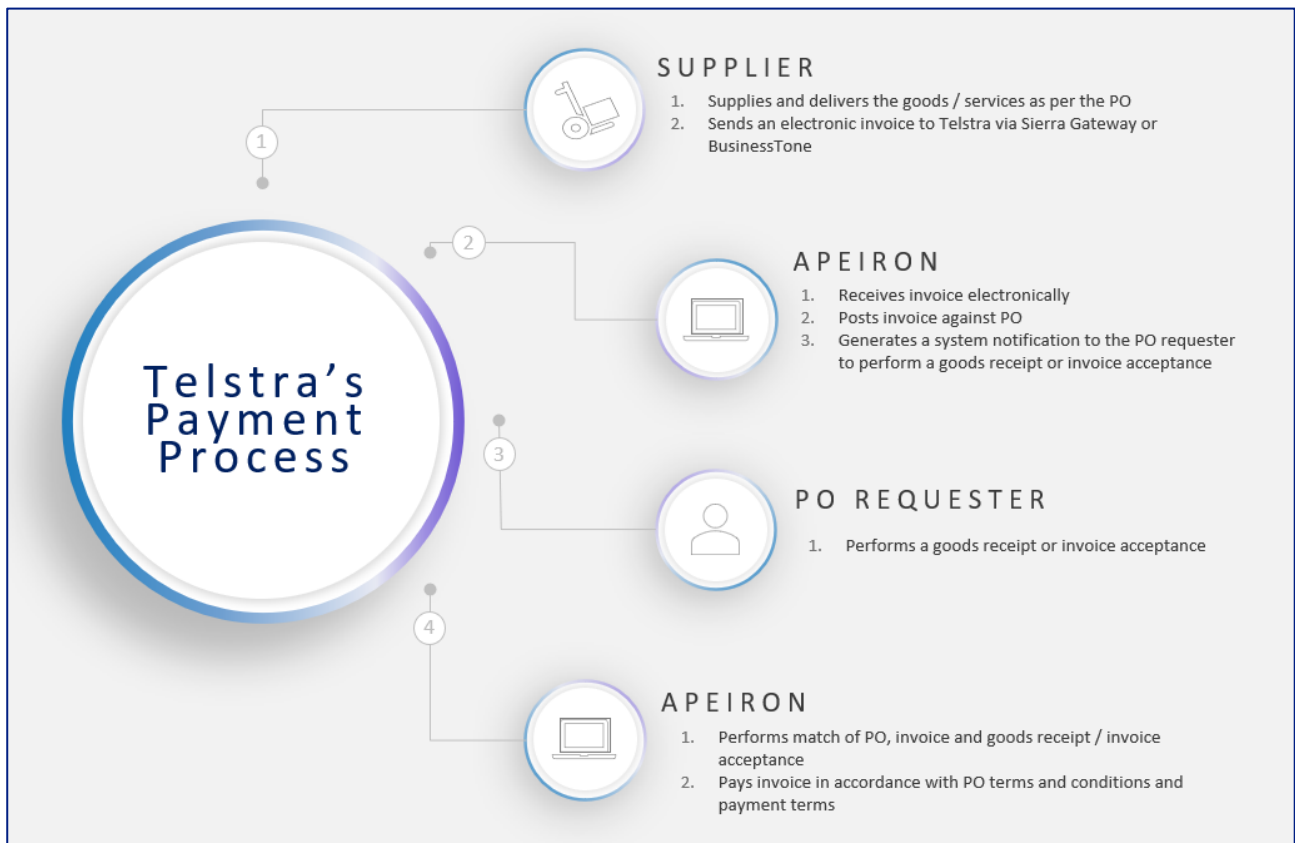 Telstra's
Payment
Process
1
SUPPLIER
1. Supplies and delivers the goods / services as per the PO
2. Sends an electronic invoice to Telstra via Sierra Gateway or
BusinessTone
2
APEIRON
1. Receives invoice electronically
2. Posts invoice against PO
3. Generates a system notification to the PO requester
to perform a goods receipt or invoice acceptance
3
PO REQUESTER
1. Performs a goods receipt or invoice acceptance
4
APEIRON
1. Performs match of PO, invoice and goods receipt / invoice
acceptance
2. Pays invoice in accordance with PO terms and conditions and
payment terms